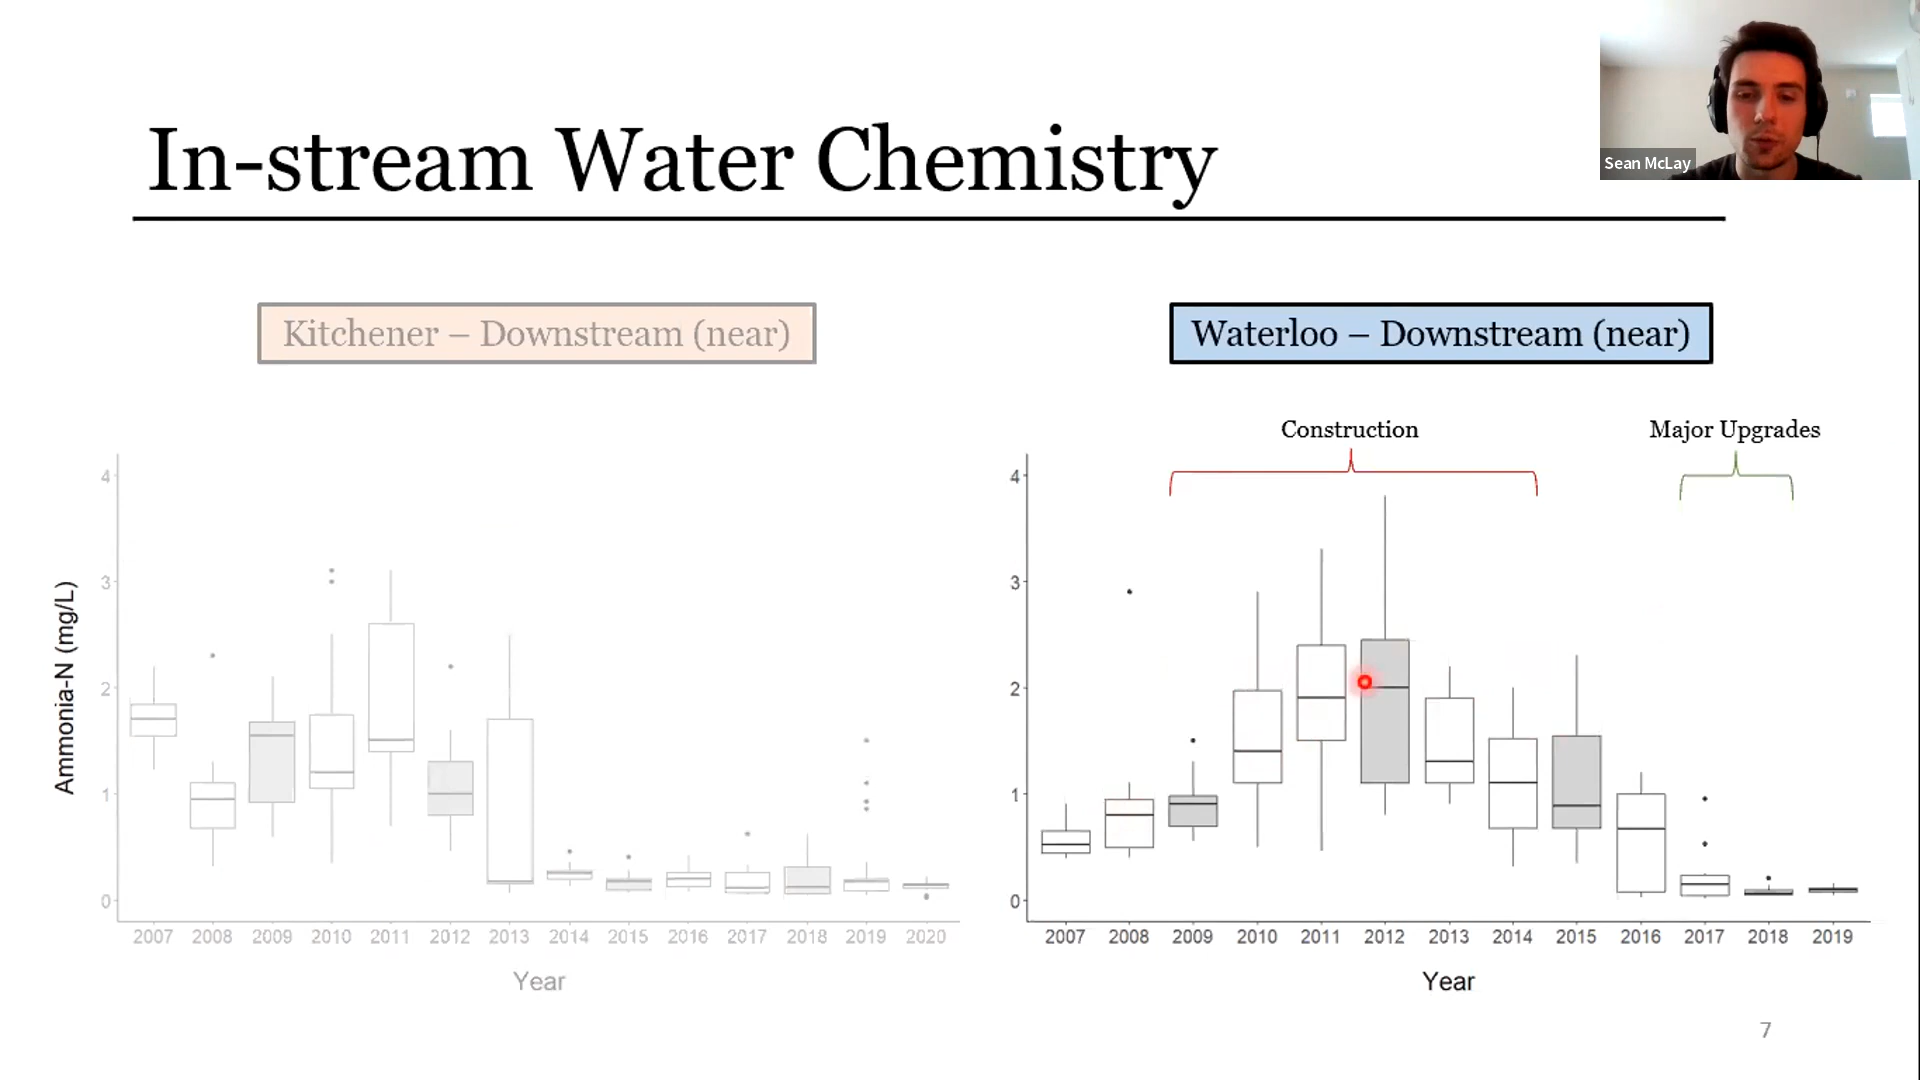 Sean McLay
In-stream Water Chemistry
Kitchener – Downstream (near)
Waterloo – Downstream (near)
Construction
Major Upgrades
Ammonia-N (mg/L)
4
3
2
1
0
2007 2008 2009 2010 2011 2012 2013 2014 2015 2016 2017 2018 2019 2020
Year
4
3
2
1
0
2007 2008 2009 2010 2011 2012 2013 2014 2015 2016 2017 2018 2019
Year
7